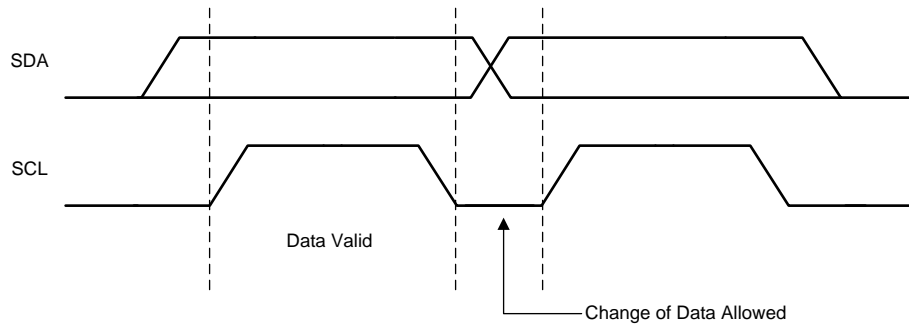 SDA
SCL
Data Valid
Change of Data Allowed